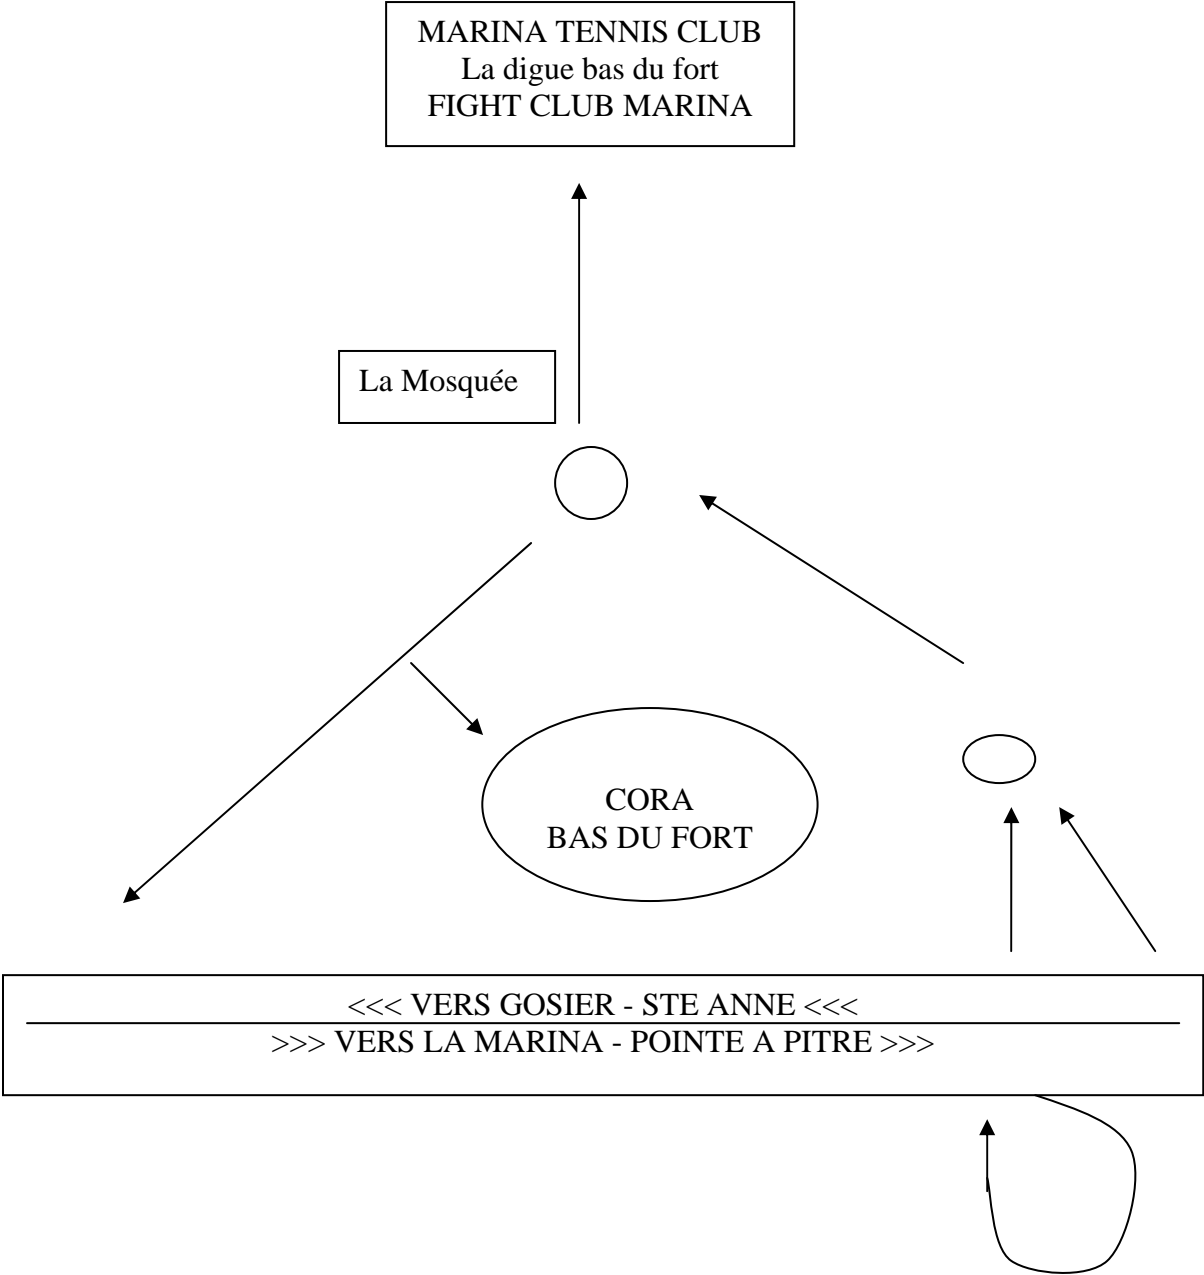 MARINA TENNIS CLUB
La digue bas du fort
FIGHT CLUB MARINA
La Mosquée
CORA
BAS DU FORT
<<< VERS GOSIER - STE ANNE <<<
>>> VERS LA MARINA - POINTE A PITRE >>>